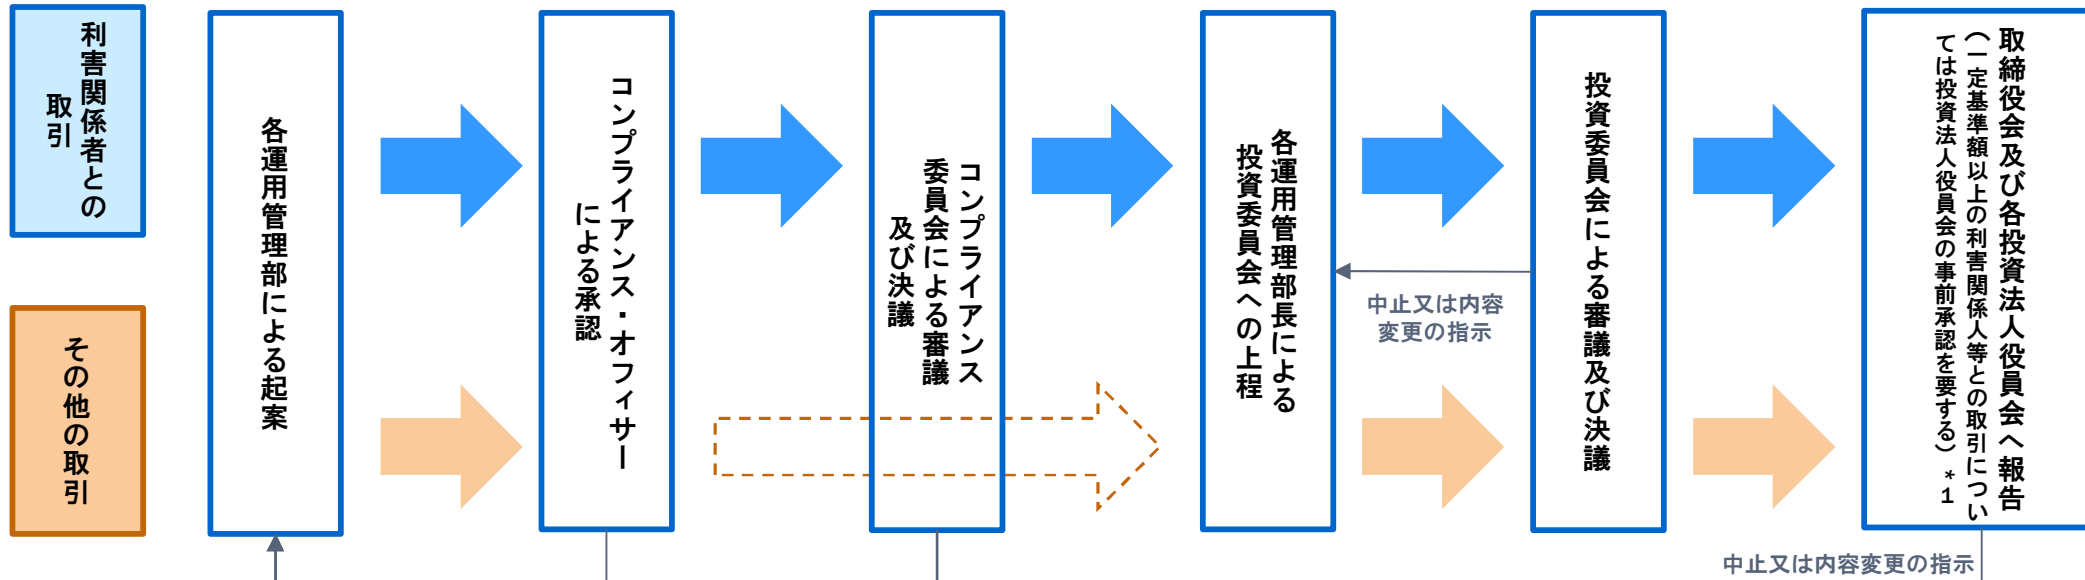 利害関係者との
取引
その他の取引
各運用管理部による起案
コンプライアンス・オフィサー
による承認
コンプライアンス
委員会による審議
及び決議
各運用管理部長による
投資委員会への上程
中止又は内容
変更の指示
投資委員会による審議及び決議
取締役会及び各投資法人役員会へ報告
（一定基準額以上の利害関係人等との取引につい
ては投資法人役員会の事前承認を要する）*1
中止又は内容変更の指示